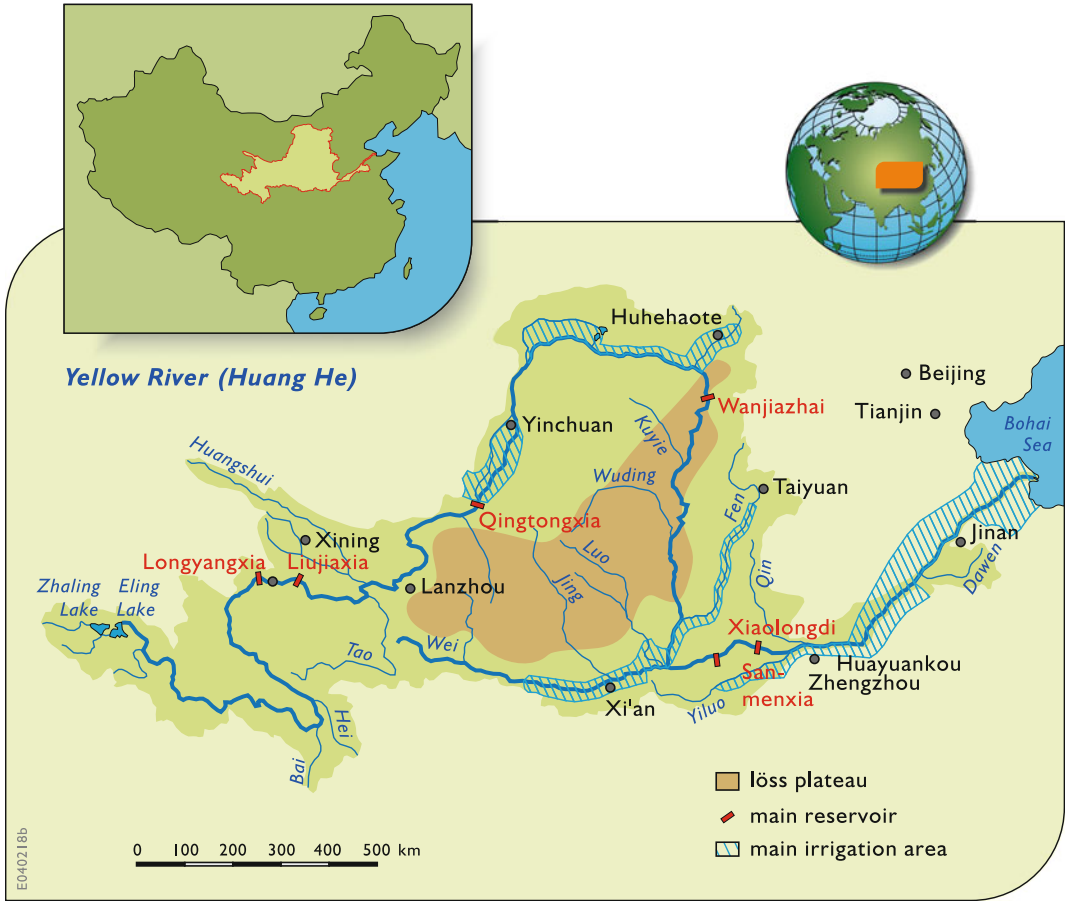 Yellow River (Huang He)
Huhehaote
Beijing
Tianjin
Bohai
Sea
Wanjiazhai
Yinchuan
Kuyie
Huangshui
Wuding
Fen
Taiyuan
Qingtongxia
Xining
Jinan
Longyangxia
Liujiaxia
Luo
Qin
Dawen
Lanzhou
Jing
Zhaling
Lake
Eling
Lake
Xiaolongdi
Wei
Tao
San-
menxia
Huayuankou
Zhengzhou
Xi'an
Yiluo
Hei
Bai
löss plateau
main reservoir
main irrigation area
0 100 200 300 400 500 km
E040218b